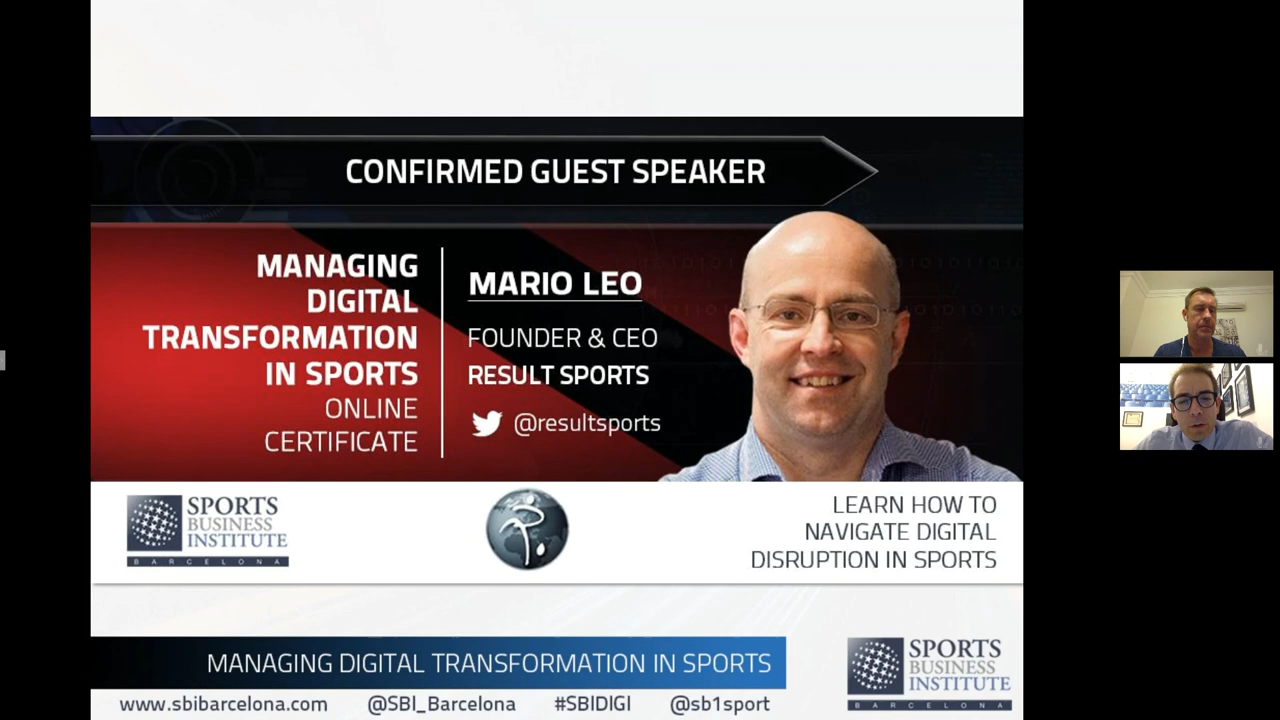 CONFIRMED GUEST SPEAKER
MANAGING
DIGITAL
TRANSFORMATION
IN SPORTS
ONLINE
CERTIFICATE
MARIO LEO
FOUNDER & CEO
RESULT SPORTS
@resultsports
SPORTS
BUSINESS
INSTITUTE
BARCELONA
LEARN HOW TO
NAVIGATE DIGITAL
DISRUPTION IN SPORTS
MANAGING DIGITAL TRANSFORMATION IN SPORTS
www.sbibarcelona.com @SBI_Barcelona #SBIDIGI @sb1sport
SPORTS
BUSINESS
INSTITUTE
BARCELONA